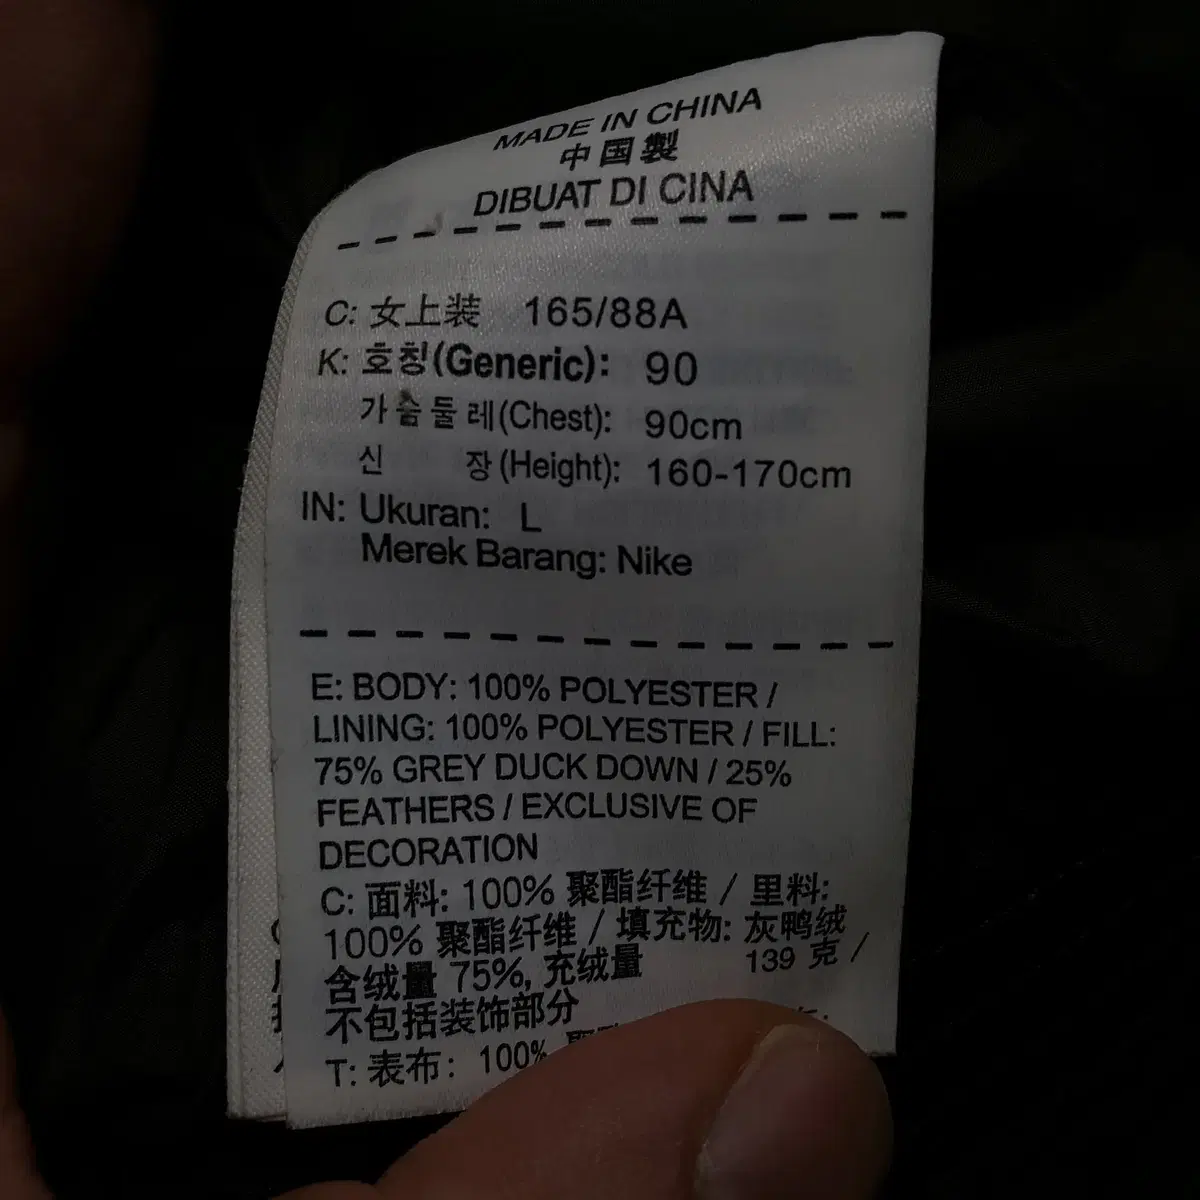 MADE IN CHINA
中国製
DIBUAT DI CINA
C: 女上装 165/88A
K: 호칭(Generic): 90
가슴둘레(Chest): 90cm
신 장(Height): 160-170cm
IN: Ukuran: L
Merek Barang: Nike
E: BODY: 100% POLYESTER /
LINING: 100% POLYESTER / FILL:
75% GREY DUCK DOWN / 25%
FEATHERS / EXCLUSIVE OF
DECORATION
C: 面料: 100% 聚酯纤维 / 里料:
100% 聚酯纤维 / 填充物: 灰鸭绒
含绒量 75%, 充绒量 139 克 /
不包括装饰部分
T: 表布: 100%